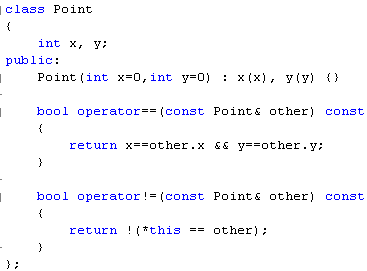 class Point
{
    int x, y;
public:
    Point(int x=0,int y=0) : x(x), y(y) {}
    bool operator==(const Point& other) const
    {
        return x==other.x && y==other.y;
    }
    bool operator!=(const Point& other) const
    {
        return !(*this == other);
    }
};